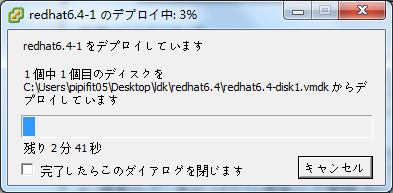 redhat6.4-1 のデプロイ中: 3%
redhat6.4-1 をデプロイしています
1 個中 1 個目のディスクを
C:\Users\pipifit05\Desktop\ldk\redhat6.4\redhat6.4-disk1.vmdk からデ
プロイしています
残り 2 分 41 秒
完了したらこのダイアログを閉じます
キャンセル